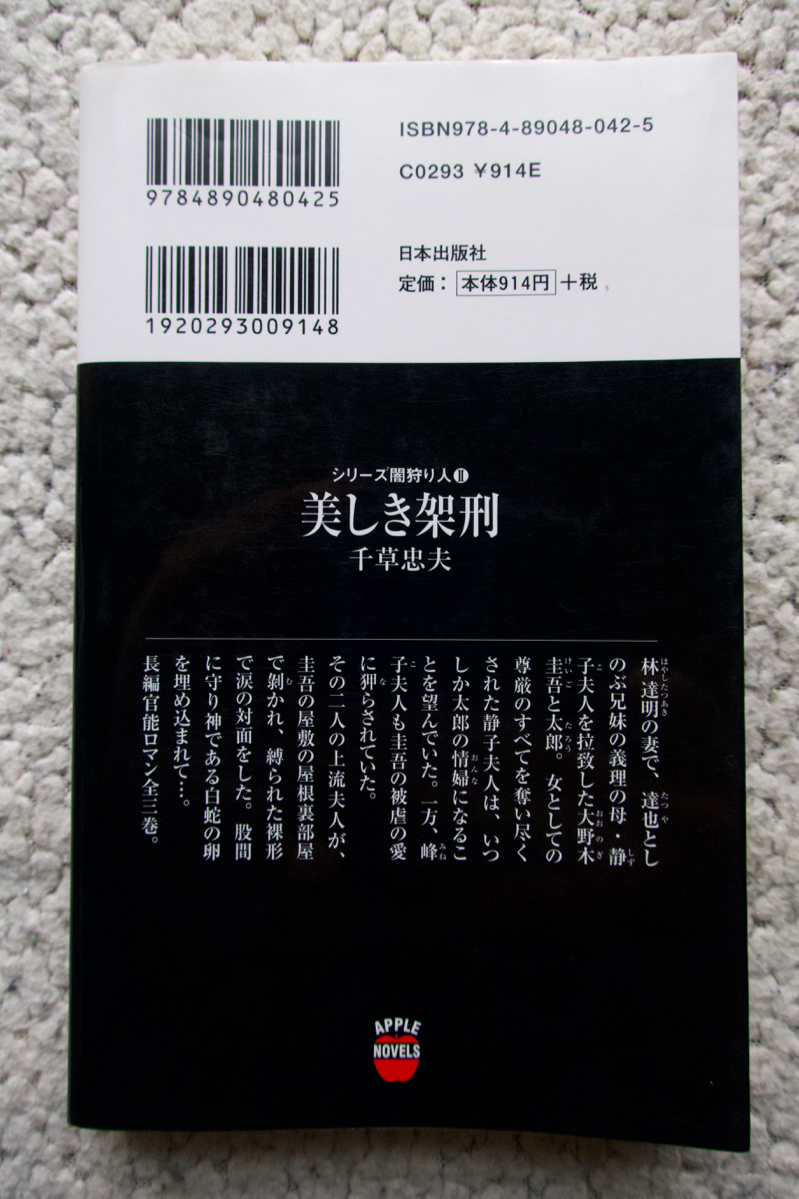 9784890480425
ISBN978-4-89048-042-5
C0293 ￥914E
1920293009148
日本出版社
定価： 本体914円 +税
シリーズ闇狩り人Ⅱ
美しき架刑
千草忠夫
林達明の妻で、達也とし
のぶ兄妹の義理の母・静
子夫人を拉致した大野木
圭吾と太郎。女としての
尊厳のすべてを奪い尽く
された静子夫人は、いつ
しか太郎の情婦になるこ
とを望んでいた。一方、峰
子夫人も圭吾の被虐の愛
に狎らされていた。
その二人の上流夫人が、
圭吾の屋敷の屋根裏部屋
で剝かれ、縛られた裸形
で涙の対面をした。股間
に守り神である白蛇の卵
を埋め込まれて…。
長編官能ロマン全三巻。
APPLE
NOVELS